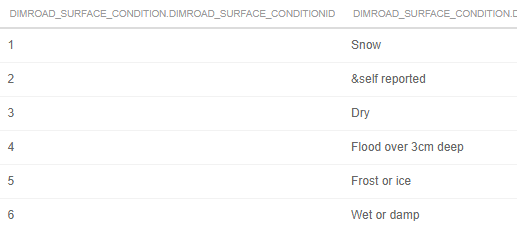 DIMROAD_SURFACE_CONDITION.DIMROAD_SURFACE_CONDITIONID DIMROAD_SURFACE_CONDITION.D
1 Snow
2 &self reported
3 Dry
4 Flood over 3cm deep
5 Frost or ice
6 Wet or damp